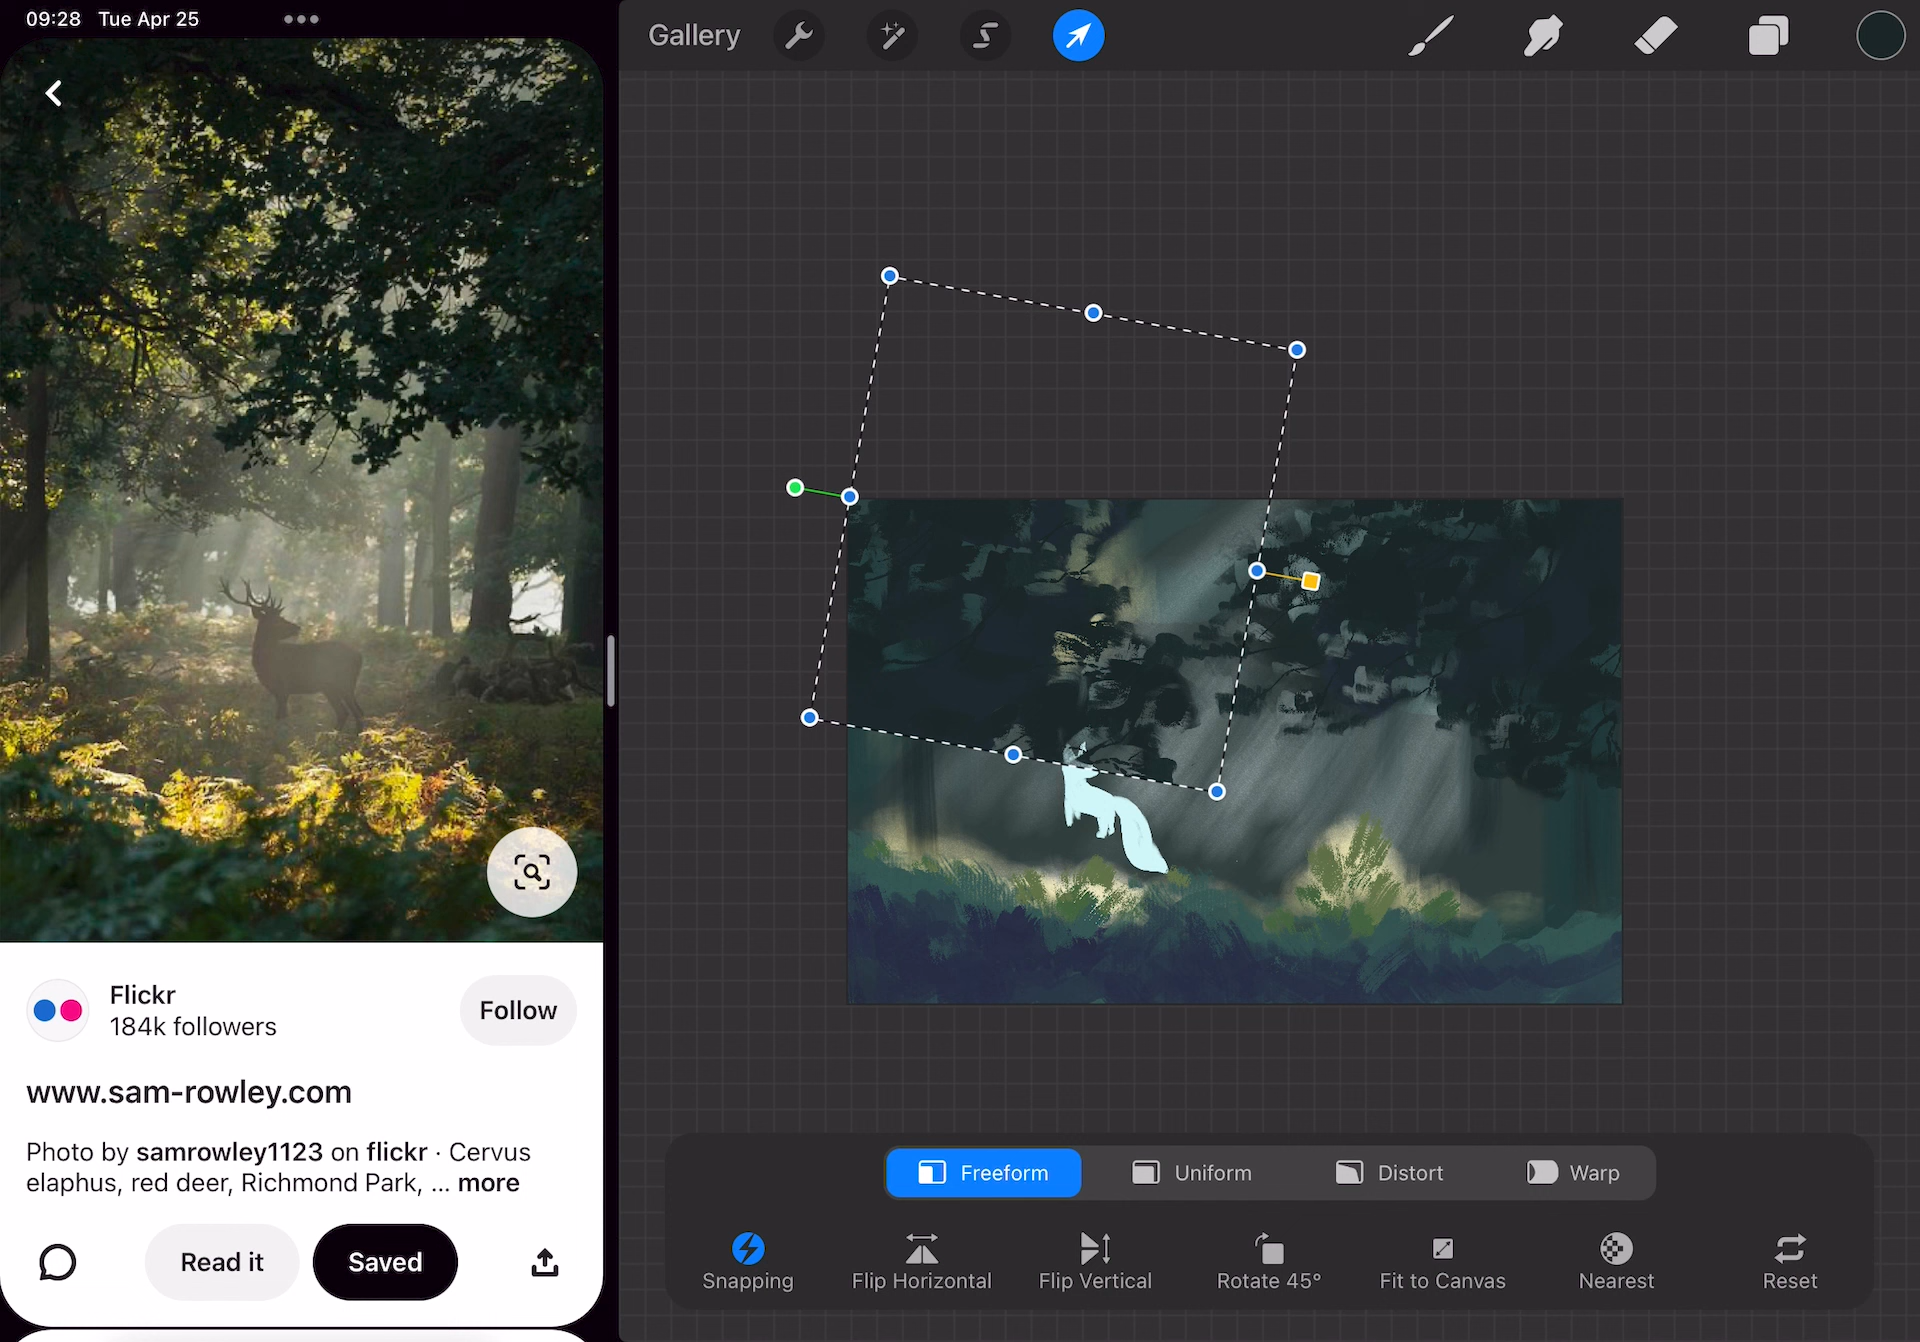 09:28 Tue Apr 25
Flickr
184k followers
Follow
www.sam-rowley.com
Photo by samrowley1123 on flickr · Cervus
elaphus, red deer, Richmond Park, ... more
Read it
Saved
Gallery
Freeform
Uniform
Distort
Warp
Snapping
Flip Horizontal
Flip Vertical
Rotate 45°
Fit to Canvas
Nearest
Reset